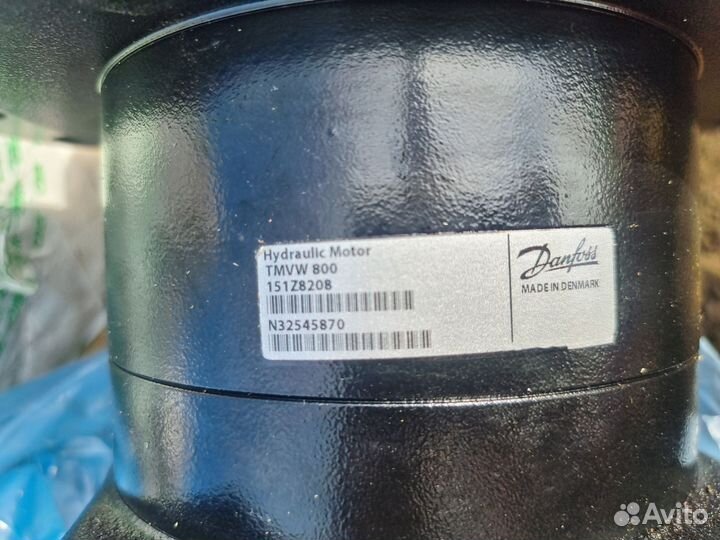 Hydraulic Motor
TMVW 800
151Z8208
N32545870
Danfoss
MADE IN DENMARK
Avito